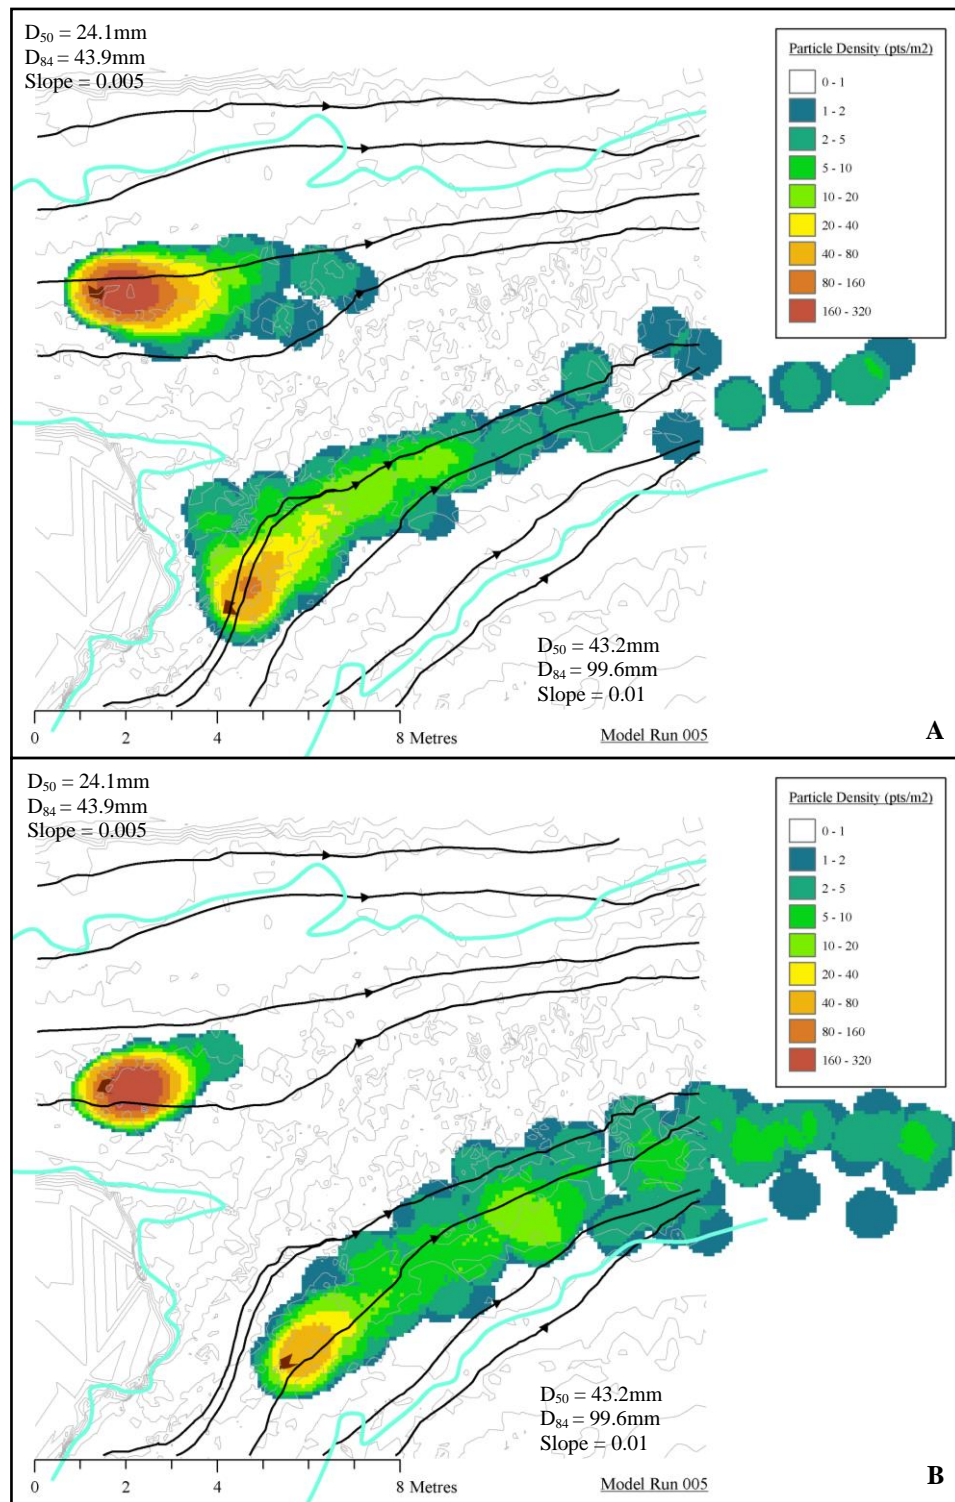 D₅₀ = 24.1mm
D₈₄ = 43.9mm
Slope = 0.005
Particle Density (pts/m2)
0 - 1
1 - 2
2 - 5
5 - 10
10 - 20
20 - 40
40 - 80
80 - 160
160 - 320
D₅₀ = 43.2mm
D₈₄ = 99.6mm
Slope = 0.01
0 2 4 8 Metres
Model Run 005
A
D₅₀ = 24.1mm
D₈₄ = 43.9mm
Slope = 0.005
Particle Density (pts/m2)
0 - 1
1 - 2
2 - 5
5 - 10
10 - 20
20 - 40
40 - 80
80 - 160
160 - 320
D₅₀ = 43.2mm
D₈₄ = 99.6mm
Slope = 0.01
0 2 4 8 Metres
Model Run 005
B